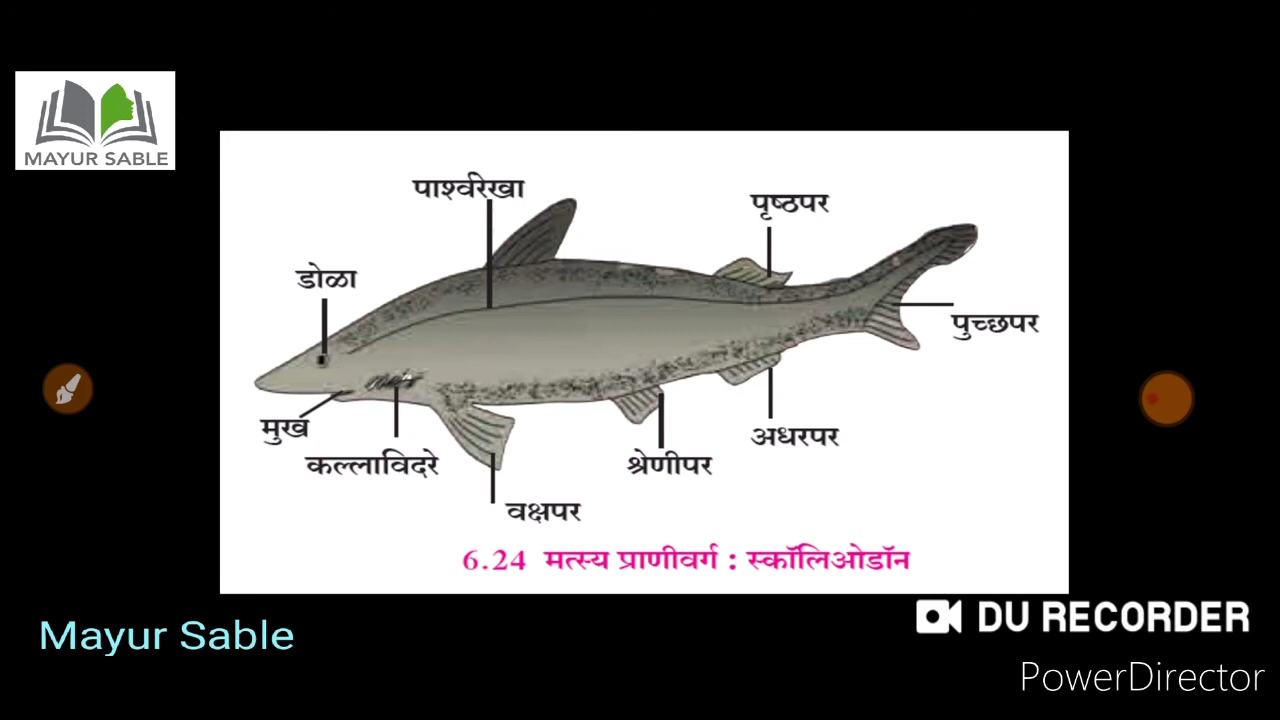 MAYUR SABLE
पार्श्वरेखा
पृष्ठपर
डोळा
पुच्छपर
मुख
कल्लाविदरे
श्रेणीपर
अधरपर
वक्षपर
6.24 मत्स्य प्राणीवर्ग : स्कॉलिओडॉन
Mayur Sable
DU RECORDER
PowerDirector